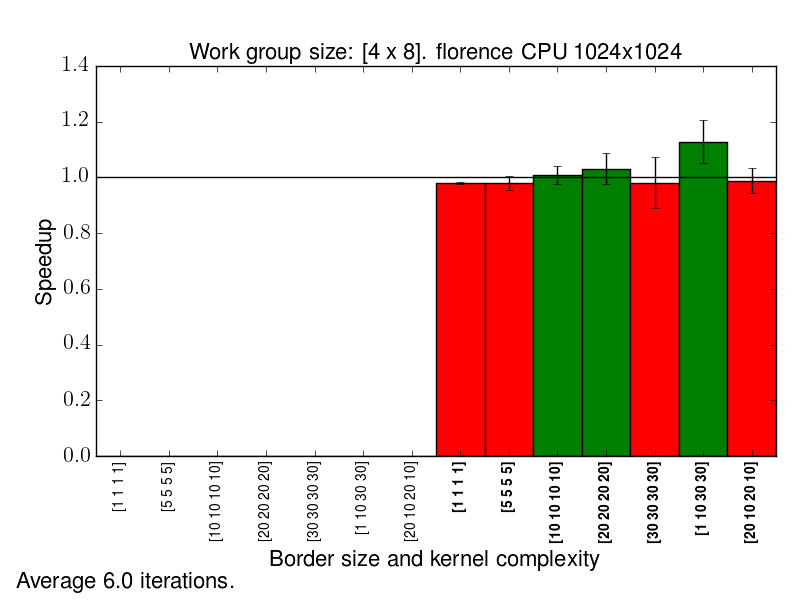 Work group size: [4 x 8]. florence CPU 1024x1024
1.4
1.2
1.0
0.8
0.6
0.4
0.2
0.0
Speedup
[1 1 1 1]
[5 5 5 5]
[10 10 10 10]
[20 20 20 20]
[30 30 30 30]
[1 10 30 30]
[20 10 20 10]
[1 1 1 1]
[5 5 5 5]
[10 10 10 10]
[20 20 20 20]
[30 30 30 30]
[1 10 30 30]
[20 10 20 10]
Border size and kernel complexity
Average 6.0 iterations.